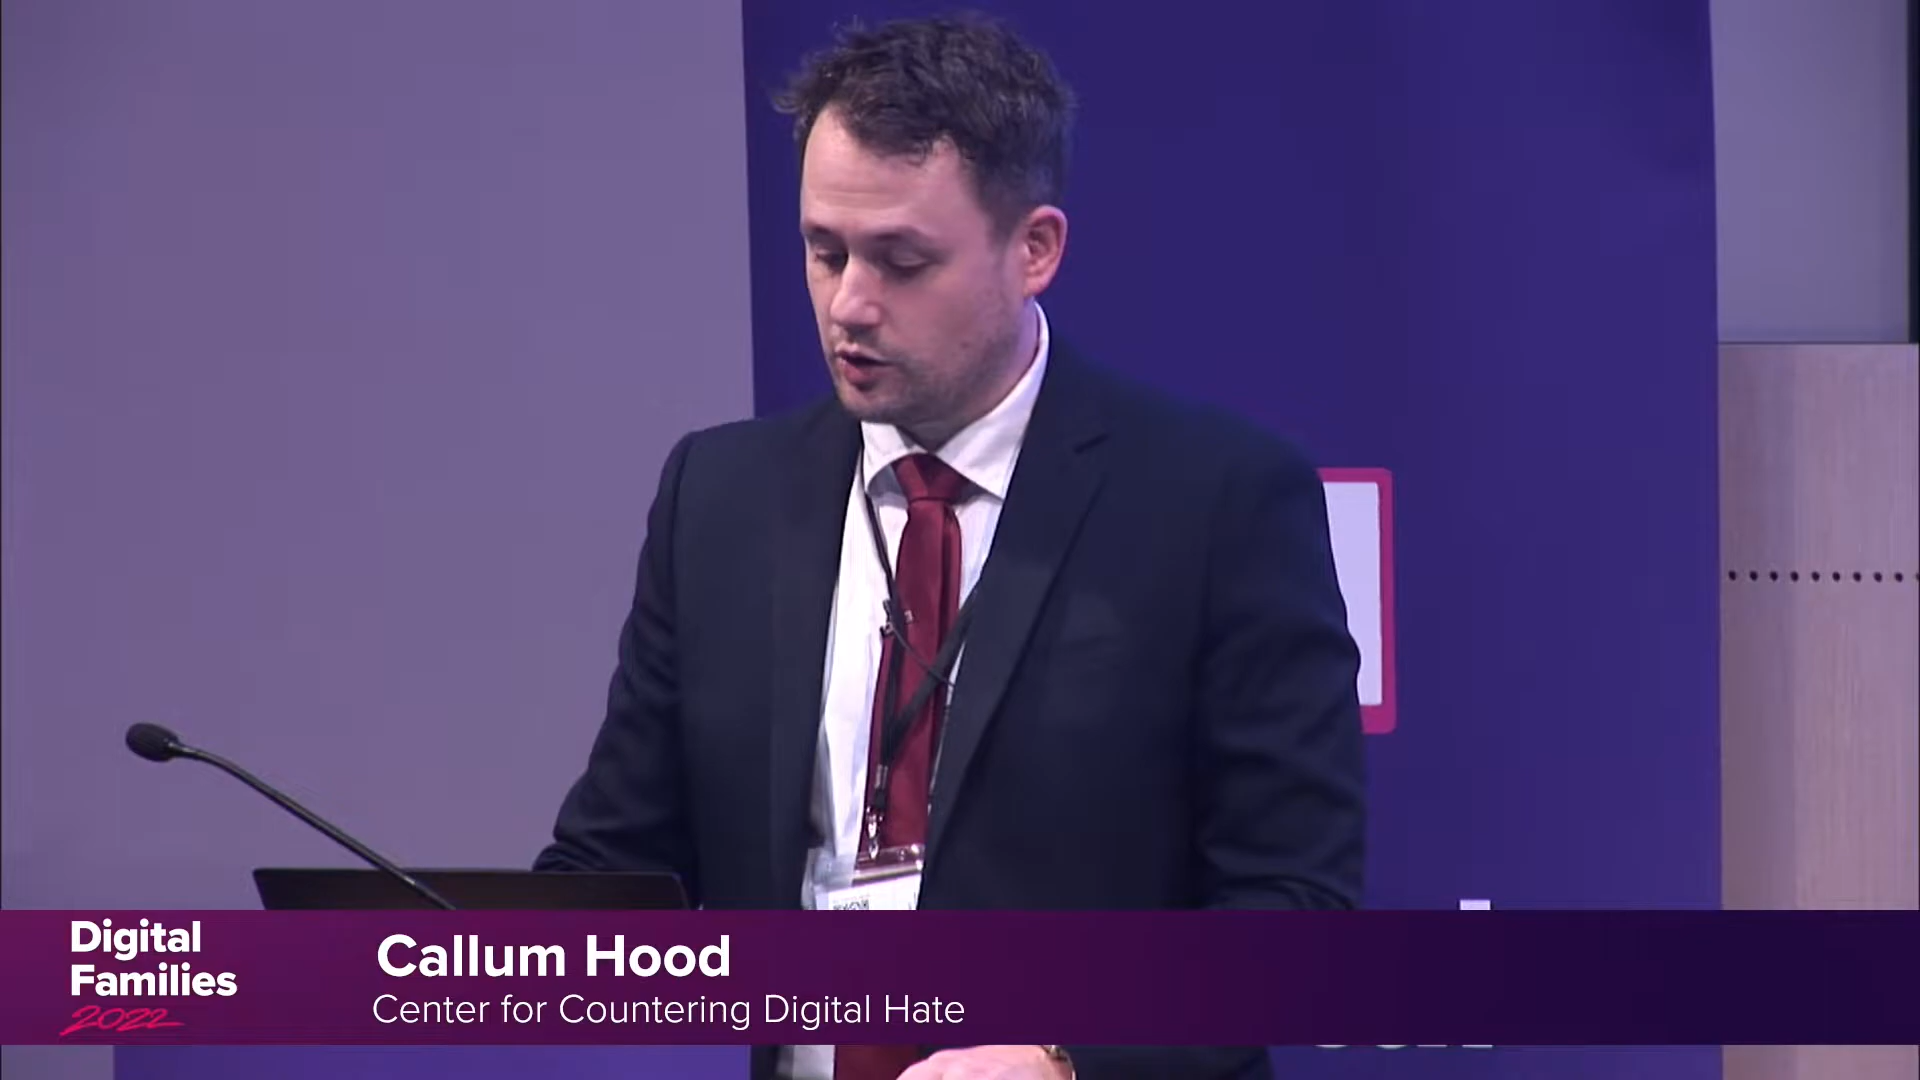 Digital
Families
2022
Callum Hood
Center for Countering Digital Hate